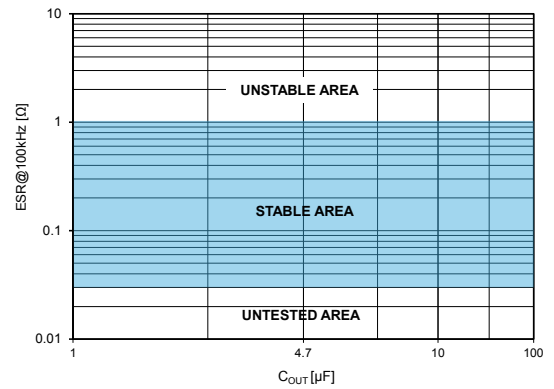 10
UNSTABLE AREA
1
ESR@100kHz [Ω]
STABLE AREA
0.1
UNTESTED AREA
0.01
1 4.7 10 100
COUT [µF]